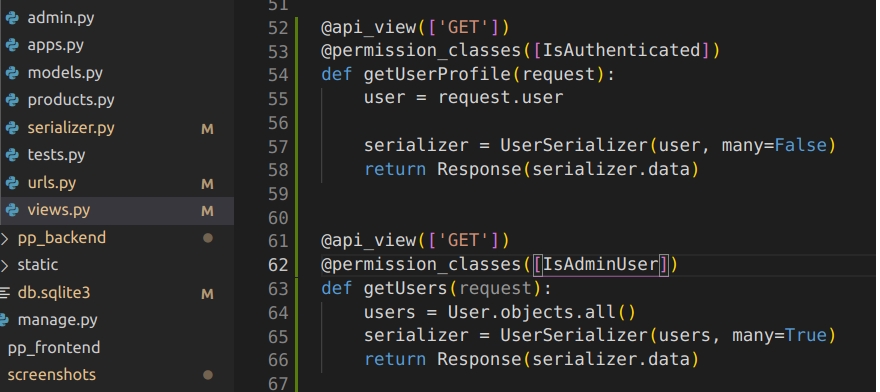 admin.py
apps.py
models.py
products.py
serializer.py M
tests.py
urls.py M
views.py M
pp_backend
static
db.sqlite3 M
manage.py
pp_frontend
screenshots
51
52 @api_view(['GET'])
53 @permission_classes([IsAuthenticated])
54 def getUserProfile(request):
55     user = request.user
56
57     serializer = UserSerializer(user, many=False)
58     return Response(serializer.data)
59
60
61 @api_view(['GET'])
62 @permission_classes([IsAdminUser])
63 def getUsers(request):
64     users = User.objects.all()
65     serializer = UserSerializer(users, many=True)
66     return Response(serializer.data)
67